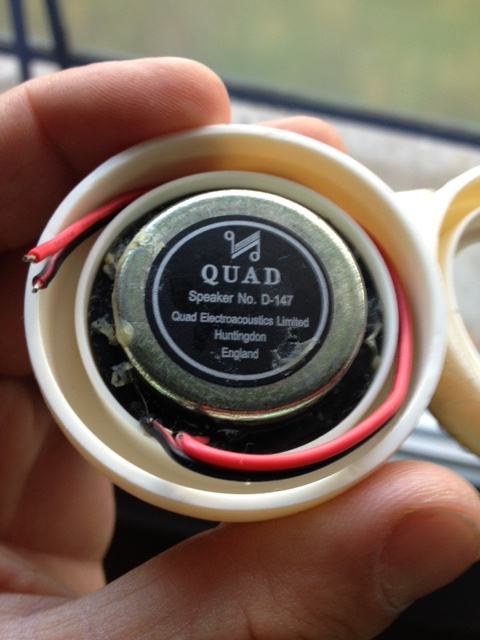 QUAD
Speaker No. D-147
Quad Electroacoustics Limited
Huntingdon
England